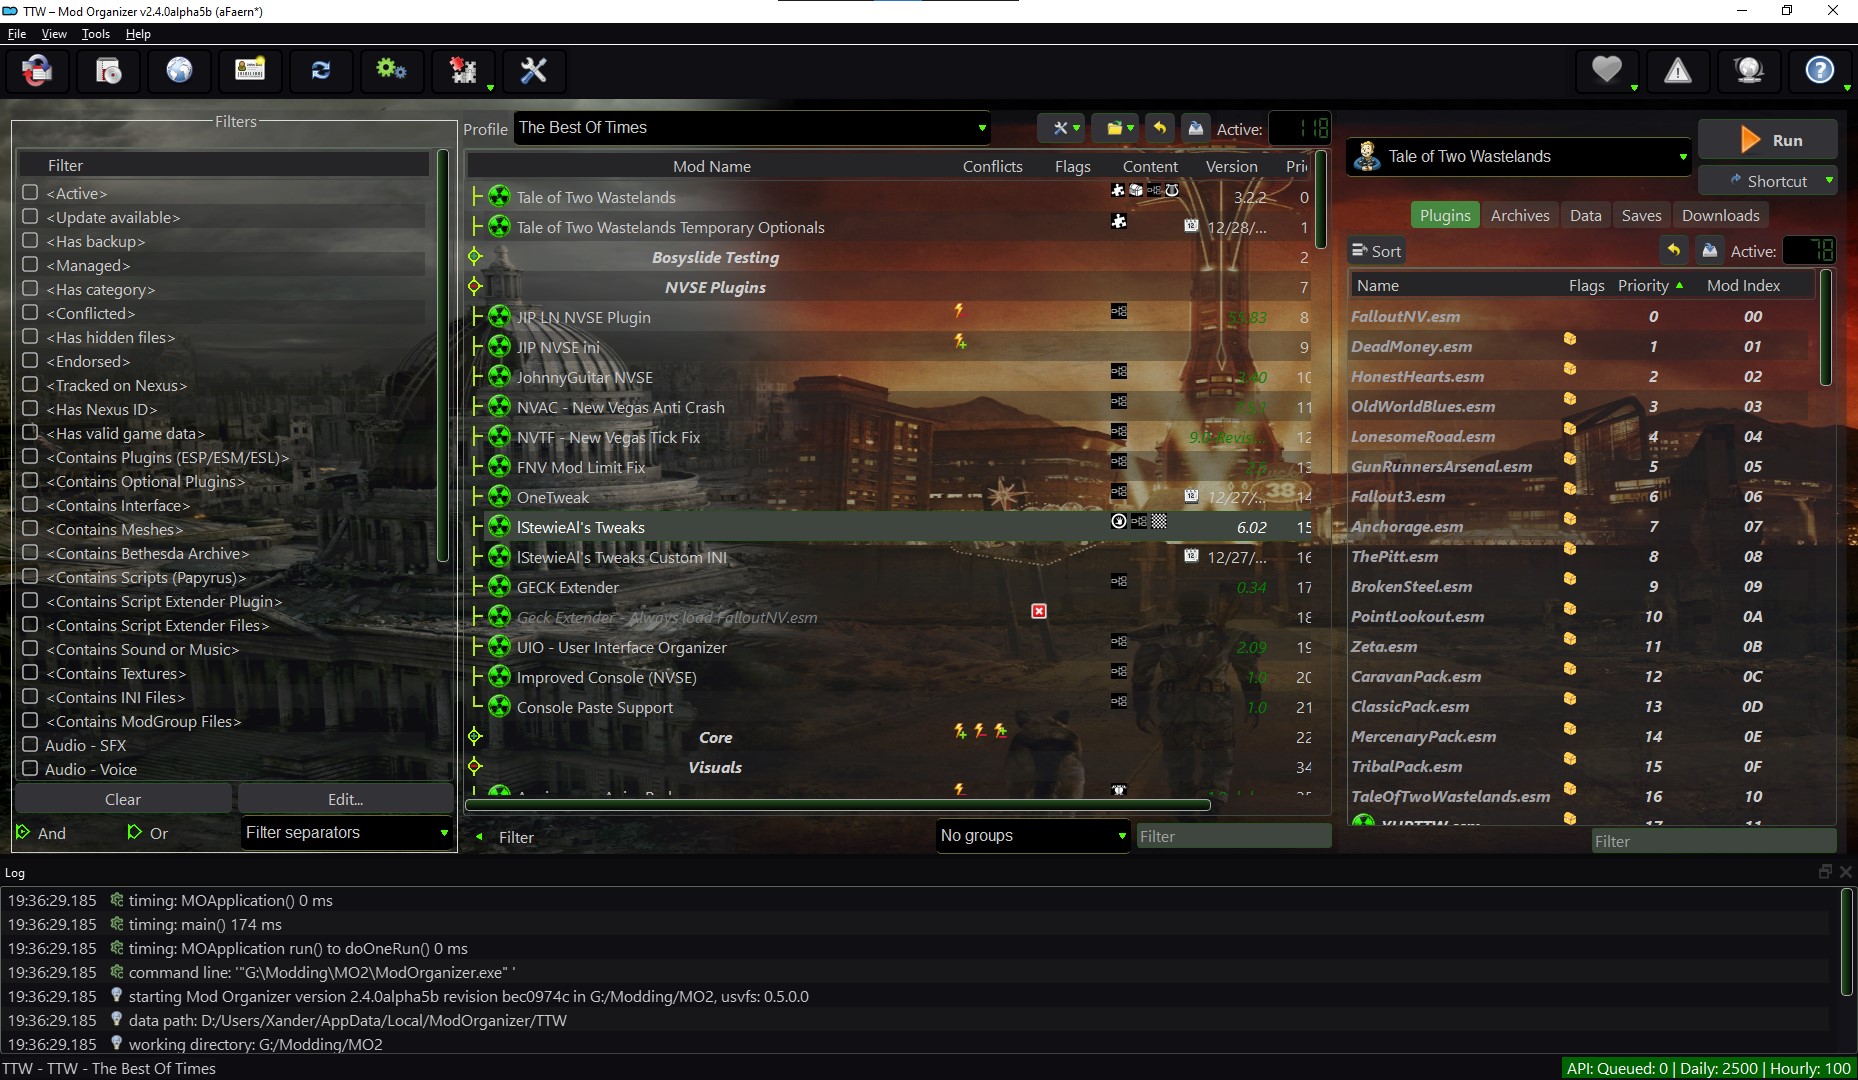 TTW – Mod Organizer v2.4.0alpha5b (aFaern*)
File View Tools Help
Filters
Filter
<Active>
<Update available>
<Has backup>
<Managed>
<Has category>
<Conflicted>
<Has hidden files>
<Endorsed>
<Tracked on Nexus>
<Has Nexus ID>
<Has valid game data>
<Contains Plugins (ESP/ESM/ESL)>
<Contains Optional Plugins>
<Contains Interface>
<Contains Meshes>
<Contains Bethesda Archive>
<Contains Scripts (Papyrus)>
<Contains Script Extender Plugin>
<Contains Script Extender Files>
<Contains Sound or Music>
<Contains Textures>
<Contains INI Files>
<Contains ModGroup Files>
Audio - SFX
Audio - Voice
Clear Edit...
And Or Filter separators
Profile The Best Of Times Active: 118
Mod Name Conflicts Flags Content Version Pri
Tale of Two Wastelands 3.2.2 0
Tale of Two Wastelands Temporary Optionals 12/28/... 1
Bosyslide Testing 2
NVSE Plugins 7
JIP LN NVSE Plugin 8
JIP NVSE ini 9
JohnnyGuitar NVSE 3.40 10
NVAC - New Vegas Anti Crash 11
NVTF - New Vegas Tick Fix 9.0 Revis... 12
FNV Mod Limit Fix 13
OneTweak 12/27/... 14
lStewieAl's Tweaks 6.02 15
lStewieAl's Tweaks Custom INI 12/27/... 16
GECK Extender 0.34 17
Geck Extender - Always load FalloutNV.esm 18
UIO - User Interface Organizer 2.09 19
Improved Console (NVSE) 1.0 20
Console Paste Support 1.0 21
Core 22
Visuals 34
Filter No groups Filter
Tale of Two Wastelands Run
Shortcut
Plugins Archives Data Saves Downloads
Sort Active: 78
Name Flags Priority Mod Index
FalloutNV.esm 0 00
DeadMoney.esm 1 01
HonestHearts.esm 2 02
OldWorldBlues.esm 3 03
LonesomeRoad.esm 4 04
GunRunnersArsenal.esm 5 05
Fallout3.esm 6 06
Anchorage.esm 7 07
ThePitt.esm 8 08
BrokenSteel.esm 9 09
PointLookout.esm 10 0A
Zeta.esm 11 0B
CaravanPack.esm 12 0C
ClassicPack.esm 13 0D
MercenaryPack.esm 14 0E
TribalPack.esm 15 0F
TaleOfTwoWastelands.esm 16 10
Filter
Log
19:36:29.185 timing: MOApplication() 0 ms
19:36:29.185 timing: main() 174 ms
19:36:29.185 timing: MOApplication run() to doOneRun() 0 ms
19:36:29.185 command line: '"G:\Modding\MO2\ModOrganizer.exe" '
19:36:29.185 starting Mod Organizer version 2.4.0alpha5b revision bec0974c in G:/Modding/MO2, usvfs: 0.5.0.0
19:36:29.185 data path: D:/Users/Xander/AppData/Local/ModOrganizer/TTW
19:36:29.185 working directory: G:/Modding/MO2
TTW - TTW - The Best Of Times API: Queued: 0 | Daily: 2500 | Hourly: 100